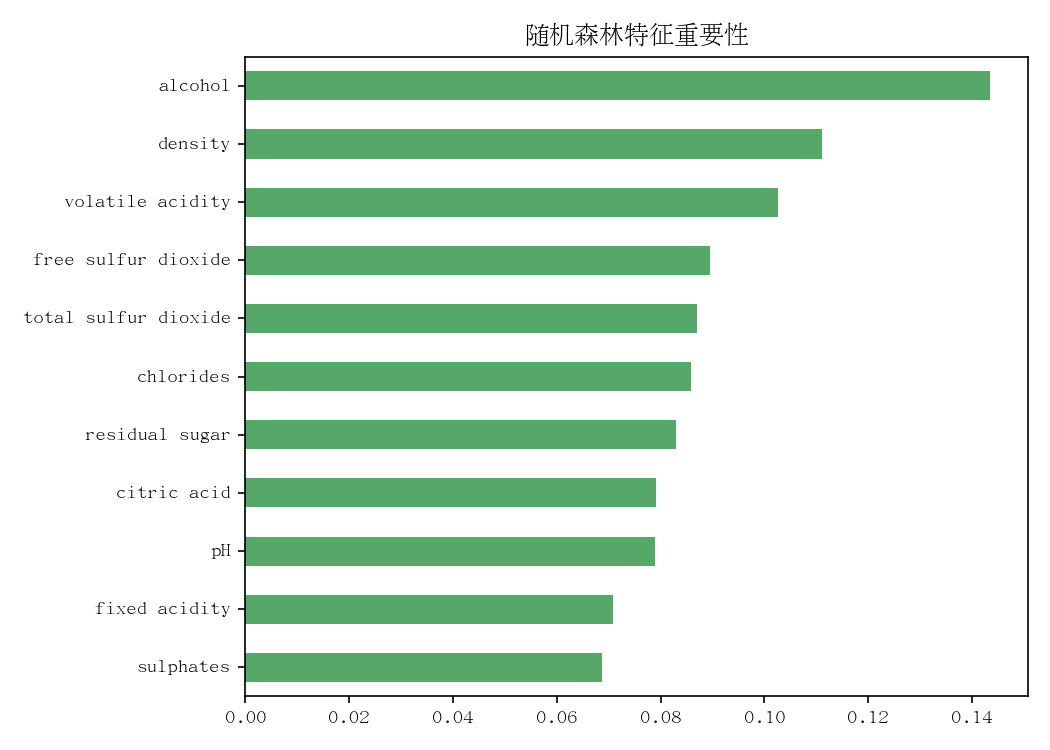 随机森林特征重要性
alcohol
density
volatile acidity
free sulfur dioxide
total sulfur dioxide
chlorides
residual sugar
citric acid
pH
fixed acidity
sulphates
0.00 0.02 0.04 0.06 0.08 0.10 0.12 0.14